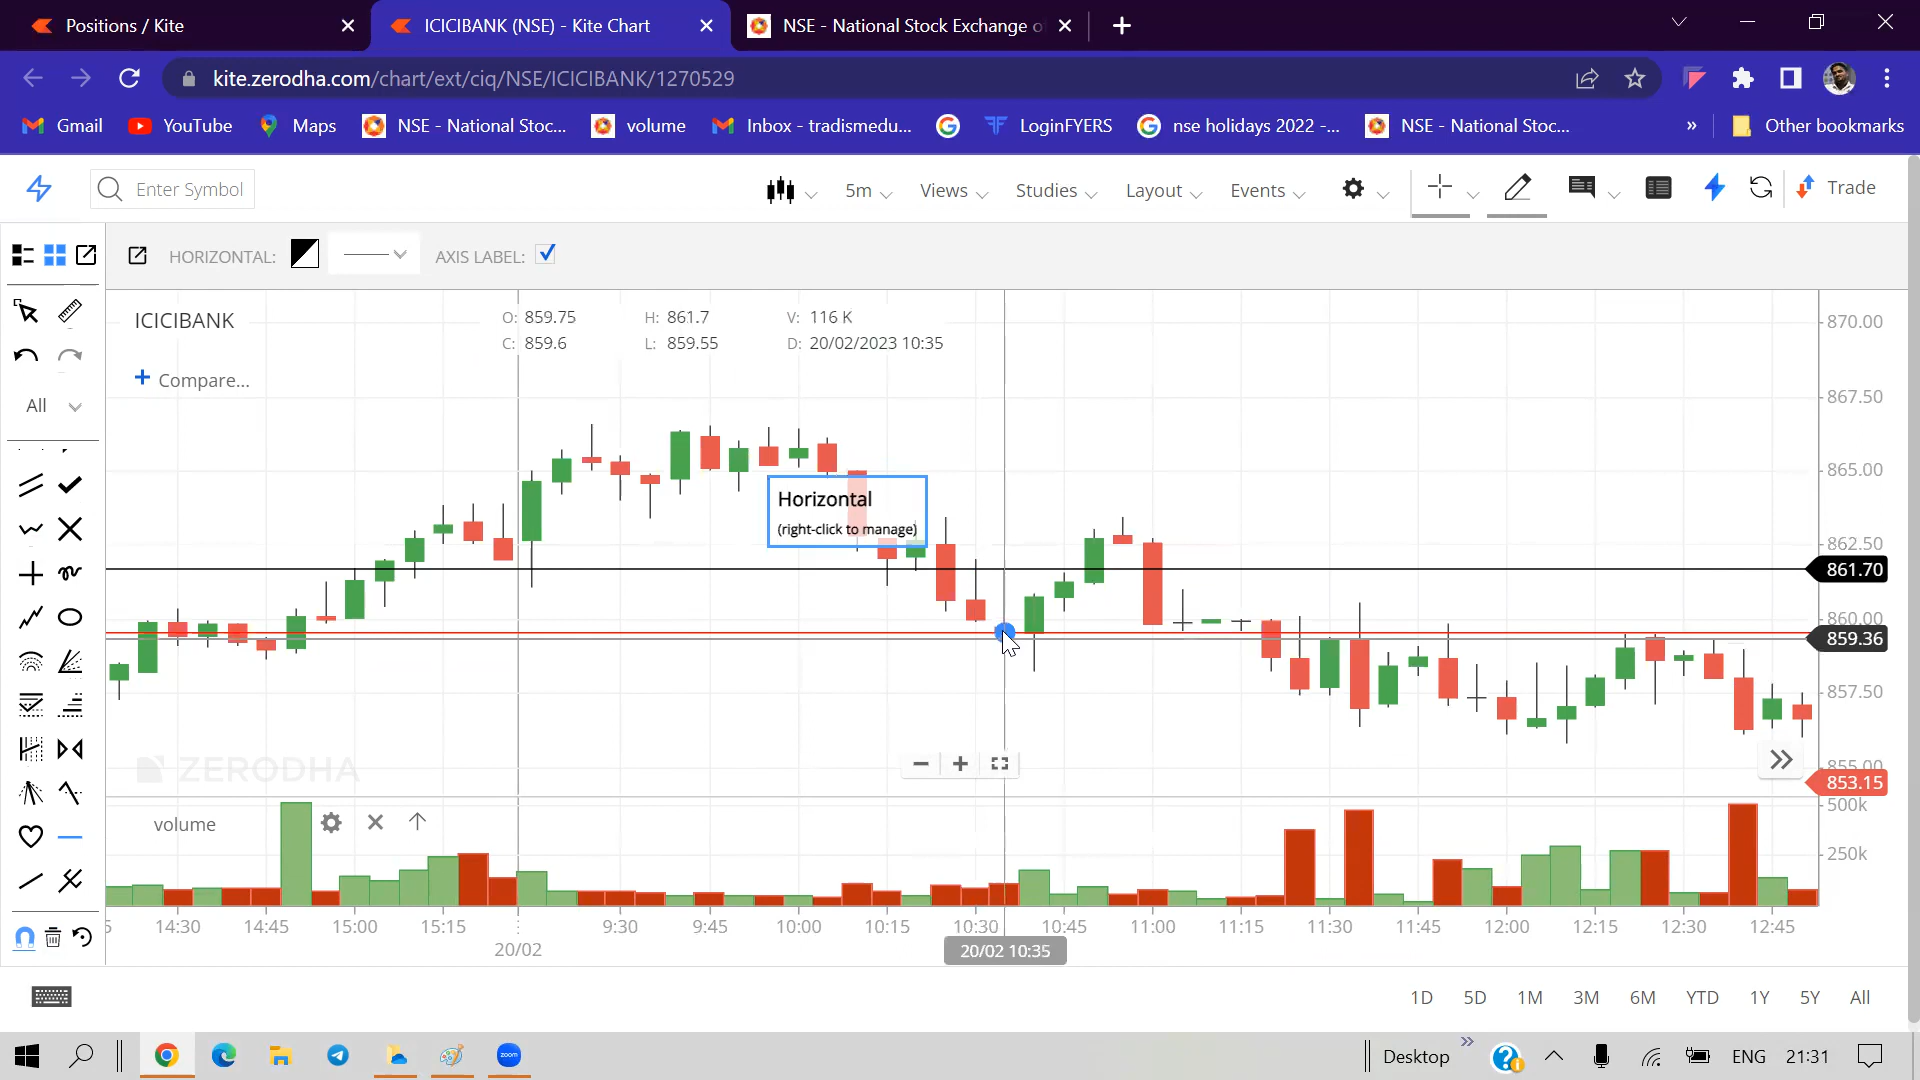 Positions / Kite
ICICIBANK (NSE) - Kite Chart
NSE - National Stock Exchange o
kite.zerodha.com/chart/ext/ciq/NSE/ICICIBANK/1270529
Gmail
YouTube
Maps
NSE - National Stoc...
volume
Inbox - tradismedu...
LoginFYERS
nse holidays 2022 -...
NSE - National Stoc...
»
Other bookmarks
Enter Symbol
5m
Views
Studies
Layout
Events
Trade
HORIZONTAL:
AXIS LABEL:
ICICIBANK
O: 859.75 H: 861.7 V: 116 K
C: 859.6 L: 859.55 D: 20/02/2023 10:35
+ Compare...
All
Horizontal
(right-click to manage)
870.00
867.50
865.00
862.50
861.70
860.00
859.36
857.50
855.00
853.15
ZERODHA
volume
500k
250k
5 14:30 14:45 15:00 15:15 9:30 9:45 10:00 10:15 10:30 10:45 11:00 11:15 11:30 11:45 12:00 12:15 12:30 12:45
20/02
20/02 10:35
1D 5D 1M 3M 6M YTD 1Y 5Y All
zoom
Desktop
ENG
21:31